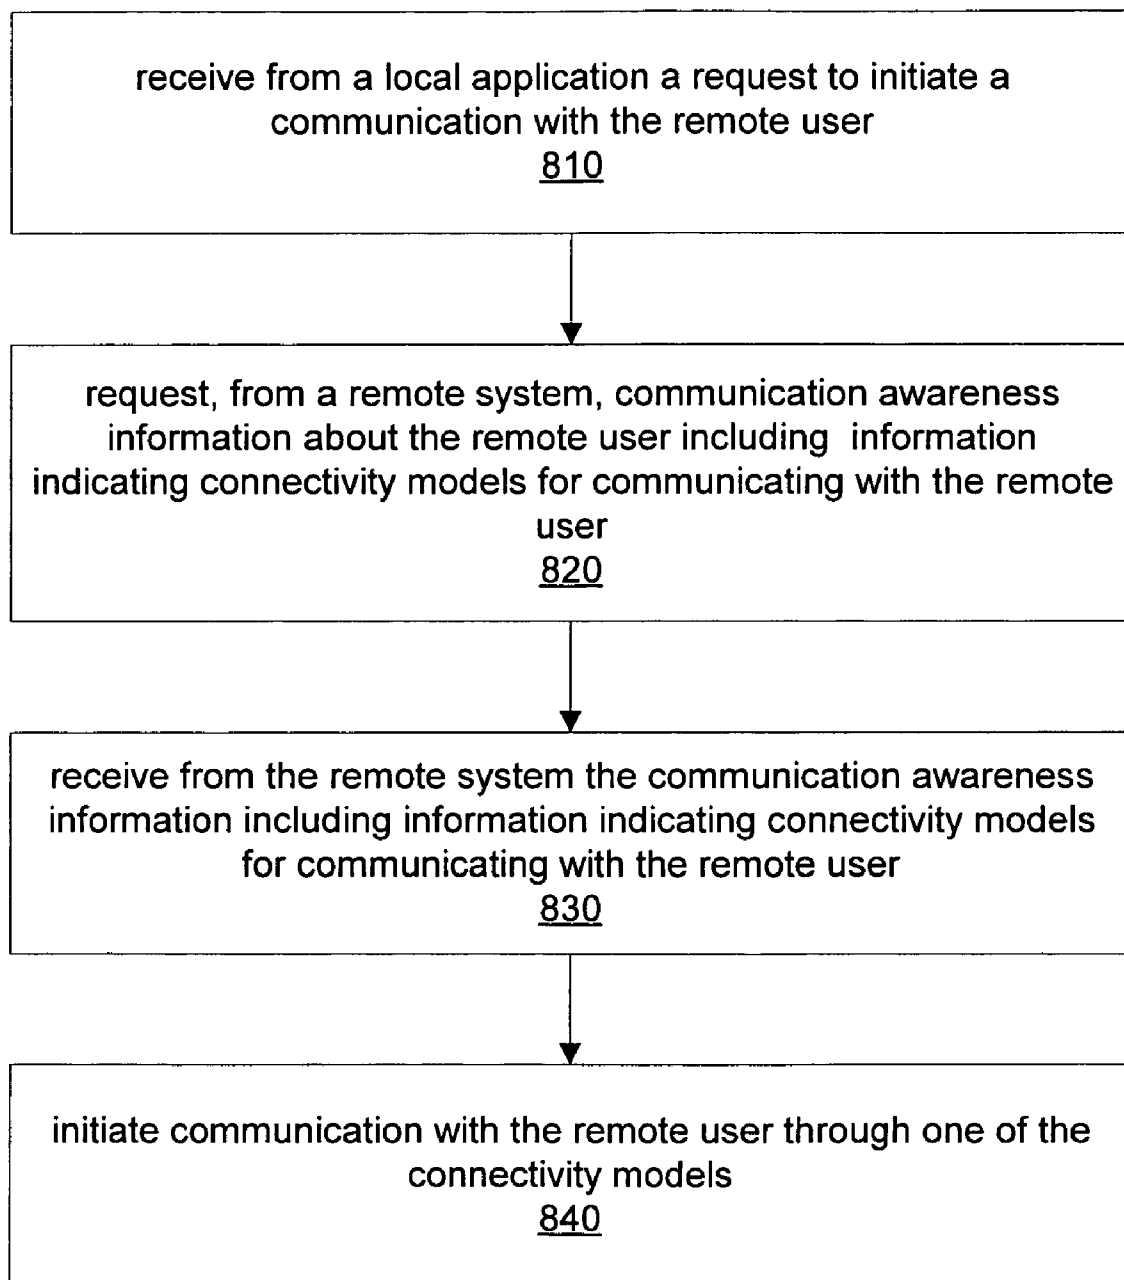 receive from a local application a request to initiate a
communication with the remote user
810
request, from a remote system, communication awareness
information about the remote user including information
indicating connectivity models for communicating with the remote
user
820
receive from the remote system the communication awareness
information including information indicating connectivity models
for communicating with the remote user
830
initiate communication with the remote user through one of the
connectivity models
840